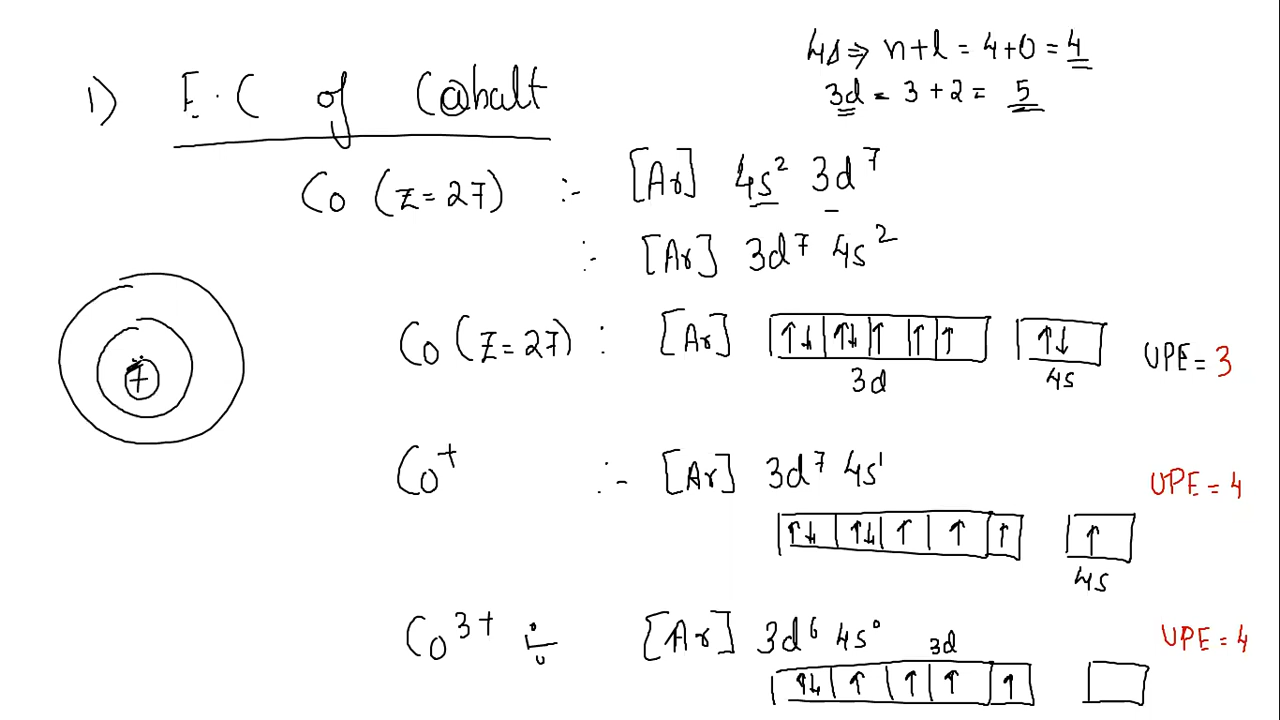 4s ⇒ n+l = 4+0 = 4
3d = 3+2 = 5
1) E.C of Cobalt
Co (Z=27) :- [Ar] 4s² 3d⁷
:- [Ar] 3d⁷ 4s²
Co (Z=27) : [Ar] ↑↓ ↑↓ ↑ ↑ ↑ ↑↓ UPE = 3
3d 4s
+
Co⁺ :- [Ar] 3d⁷ 4s¹ UPE = 4
↑↓ ↑↓ ↑ ↑ ↑ ↑
4s
Co³⁺ ÷ [Ar] 3d⁶ 4s⁰ UPE = 4
3d
↑↓ ↑ ↑ ↑ ↑